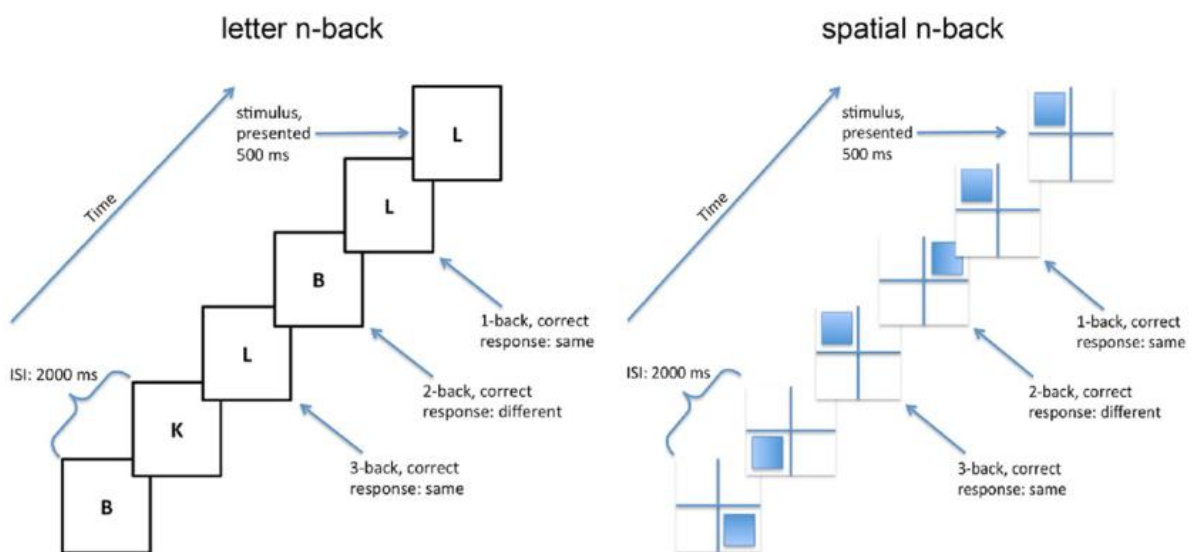 letter n-back
stimulus,
presented
500 ms
L
L
Time
B
1-back, correct
response: same
L
ISI: 2000 ms
2-back, correct
response: different
K
3-back, correct
response: same
B
spatial n-back
stimulus,
presented
500 ms
Time
1-back, correct
response: same
ISI: 2000 ms
2-back, correct
response: different
3-back, correct
response: same